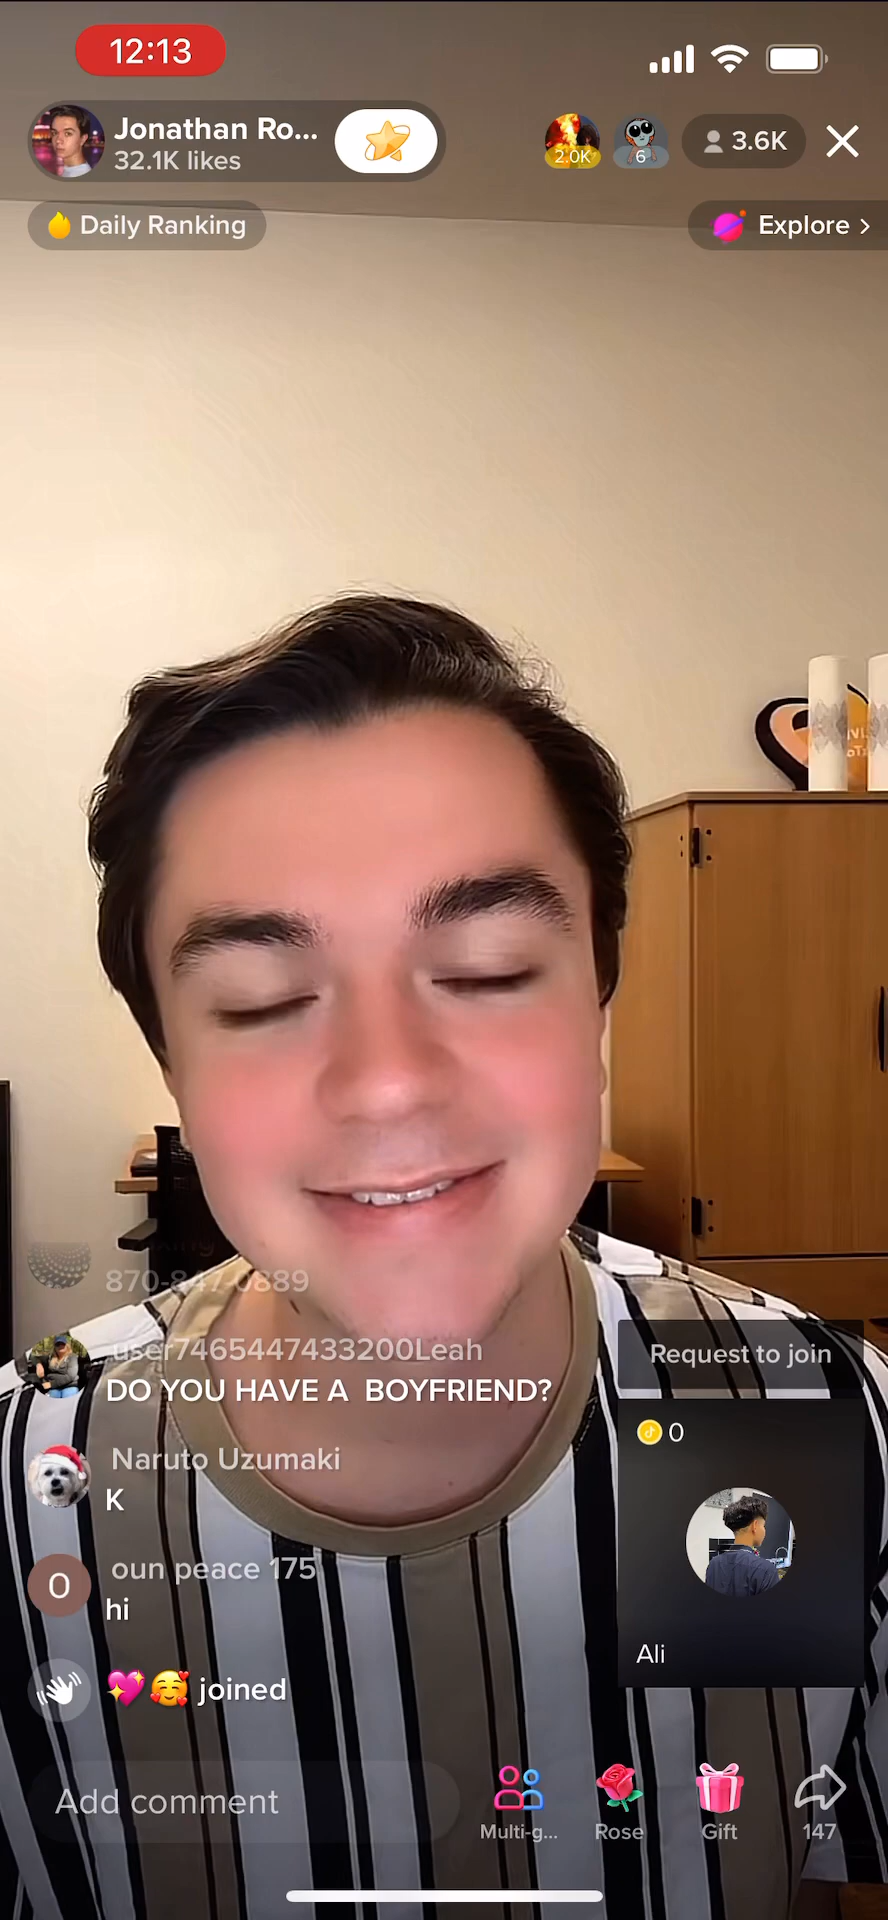 12:13
Jonathan Ro...
32.1K likes
2.0K
6
3.6K
Daily Ranking
Explore >
870-847-0889
user7465447433200Leah
DO YOU HAVE A BOYFRIEND?
Request to join
0
Naruto Uzumaki
K
O
oun peace 175
hi
Ali
💖🥰 joined
Add comment
Multi-g...
Rose
Gift
147